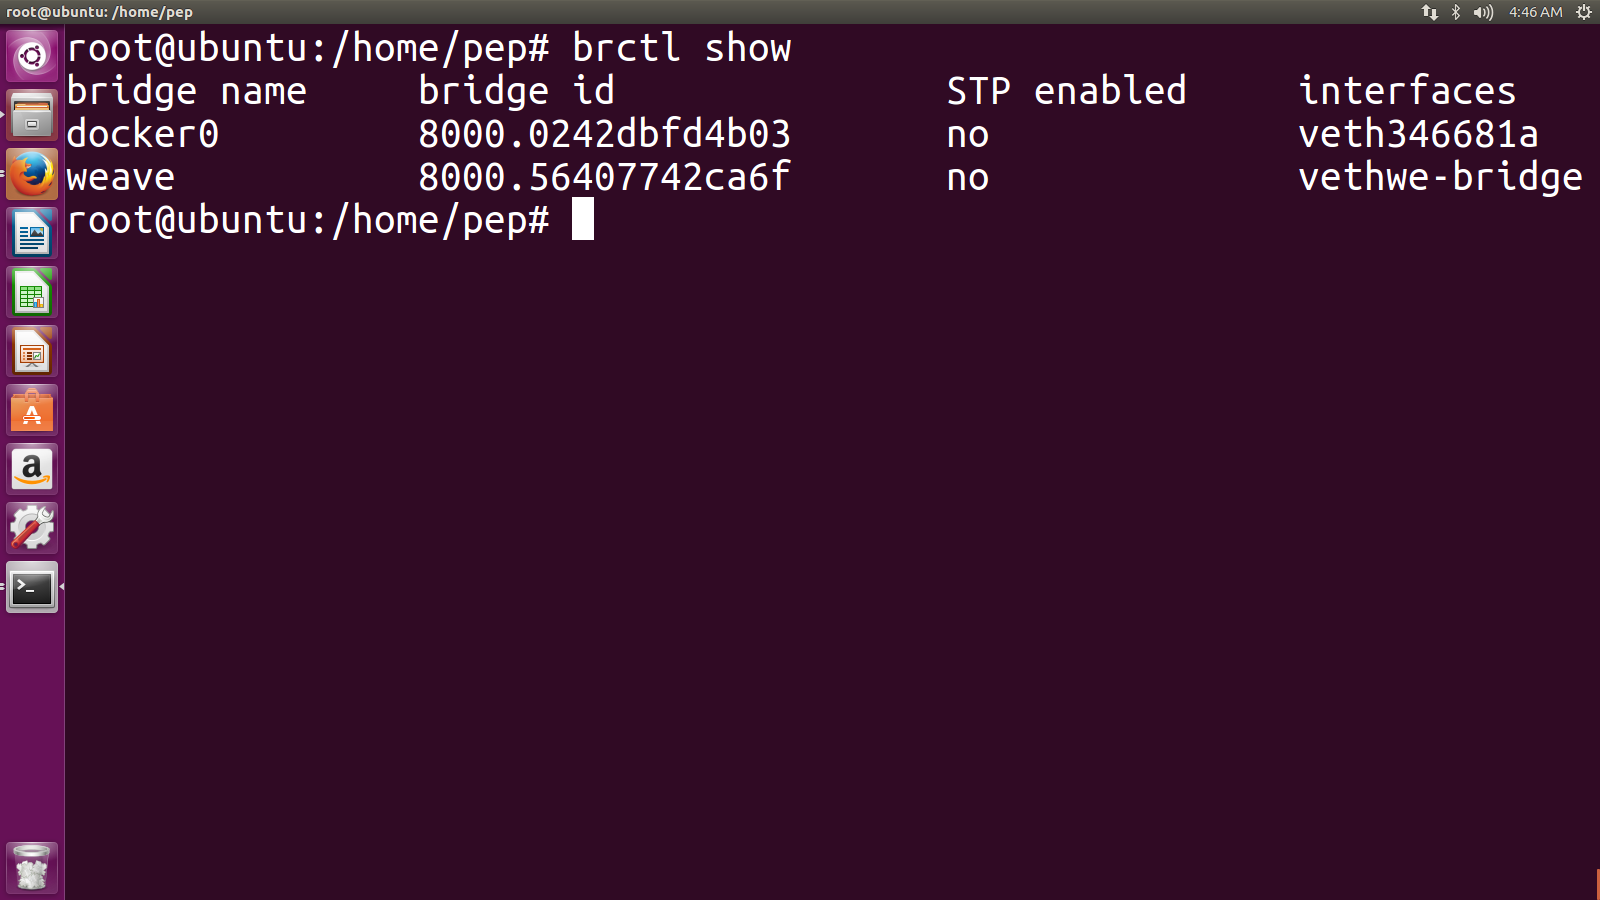 root@ubuntu: /home/pep
4:46 AM
root@ubuntu:/home/pep# brctl show
bridge name bridge id STP enabled interfaces
docker0 8000.0242dbfd4b03 no veth346681a
weave 8000.56407742ca6f no vethwe-bridge
root@ubuntu:/home/pep#
A
a
>_